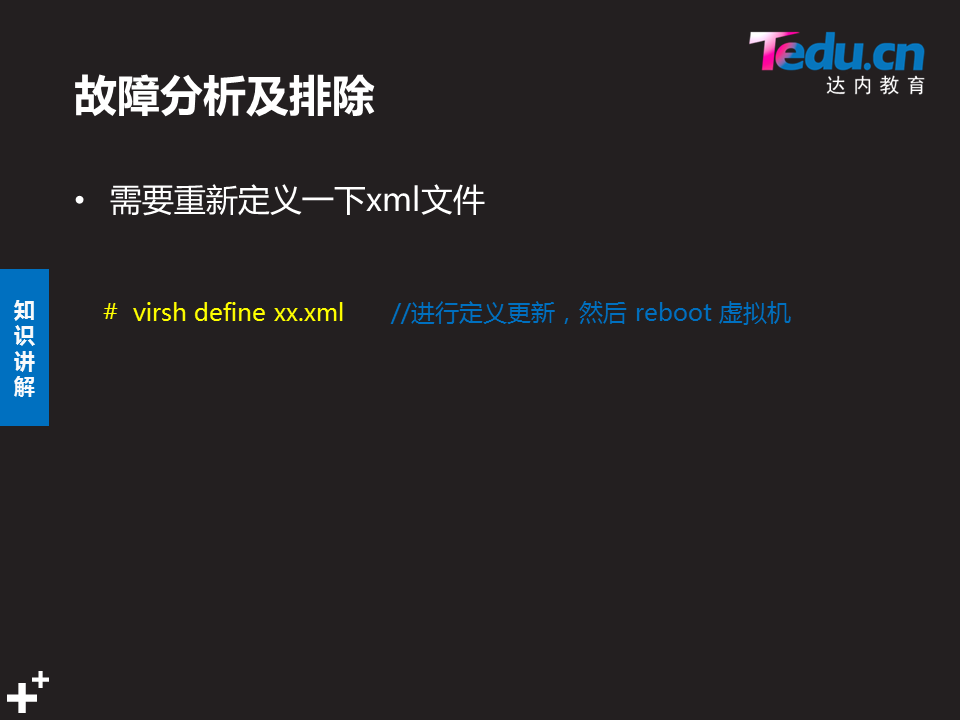 Tedu.cn
达内教育
故障分析及排除
• 需要重新定义一下xml文件
# virsh define xx.xml //进行定义更新，然后 reboot 虚拟机
知
识
讲
解